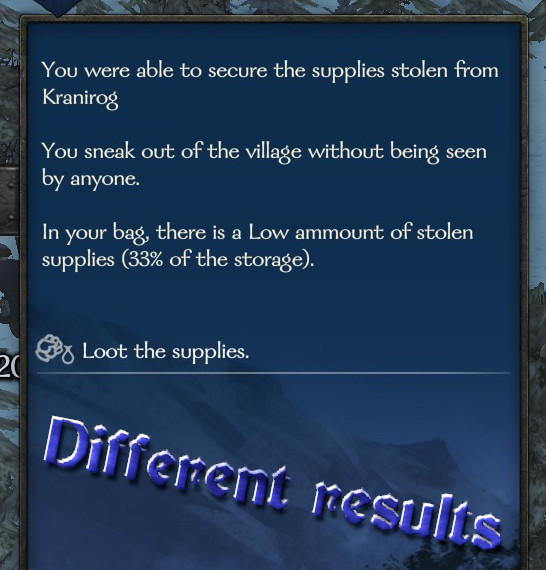 You were able to secure the supplies stolen from
Kranirog
You sneak out of the village without being seen
by anyone.
In your bag, there is a Low ammount of stolen
supplies (33% of the storage).
20
Loot the supplies.
Different results